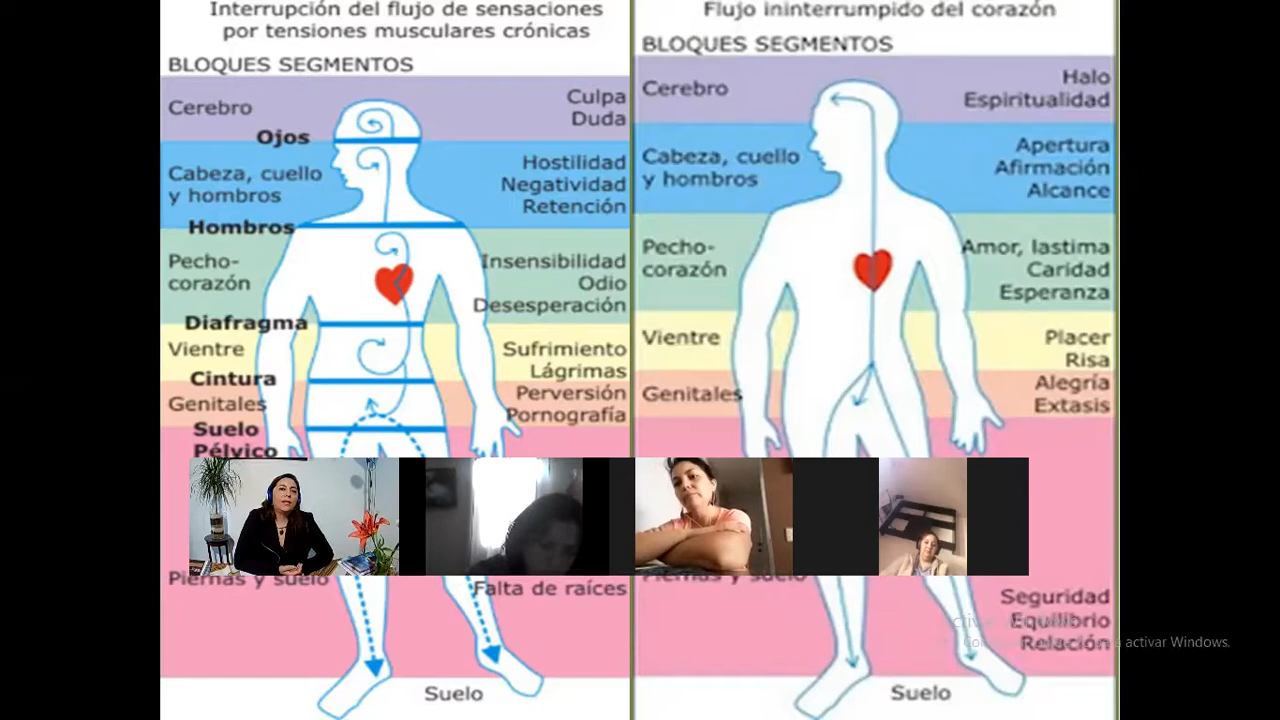 Interrupción del flujo de sensaciones
por tensiones musculares crónicas
BLOQUES SEGMENTOS
Cerebro
Culpa
Duda
Ojos
Cabeza, cuello
y hombros
Hostilidad
Negatividad
Retención
Hombros
Pecho-
corazón
Insensibilidad
Odio
Desesperación
Diafragma
Vientre
Sufrimiento
Lágrimas
Cintura
Genitales
Perversión
Pornografía
Suelo
Pélvico
Piernas y suelo
Falta de raíces
Suelo
Flujo ininterrumpido del corazón
BLOQUES SEGMENTOS
Cerebro
Halo
Espiritualidad
Cabeza, cuello
y hombros
Apertura
Afirmación
Alcance
Pecho-
corazón
Amor, lastima
Caridad
Esperanza
Vientre
Placer
Risa
Genitales
Alegría
Extasis
Piernas y suelo
Seguridad
Equilibrio
Relación
Suelo
a activar Windows.